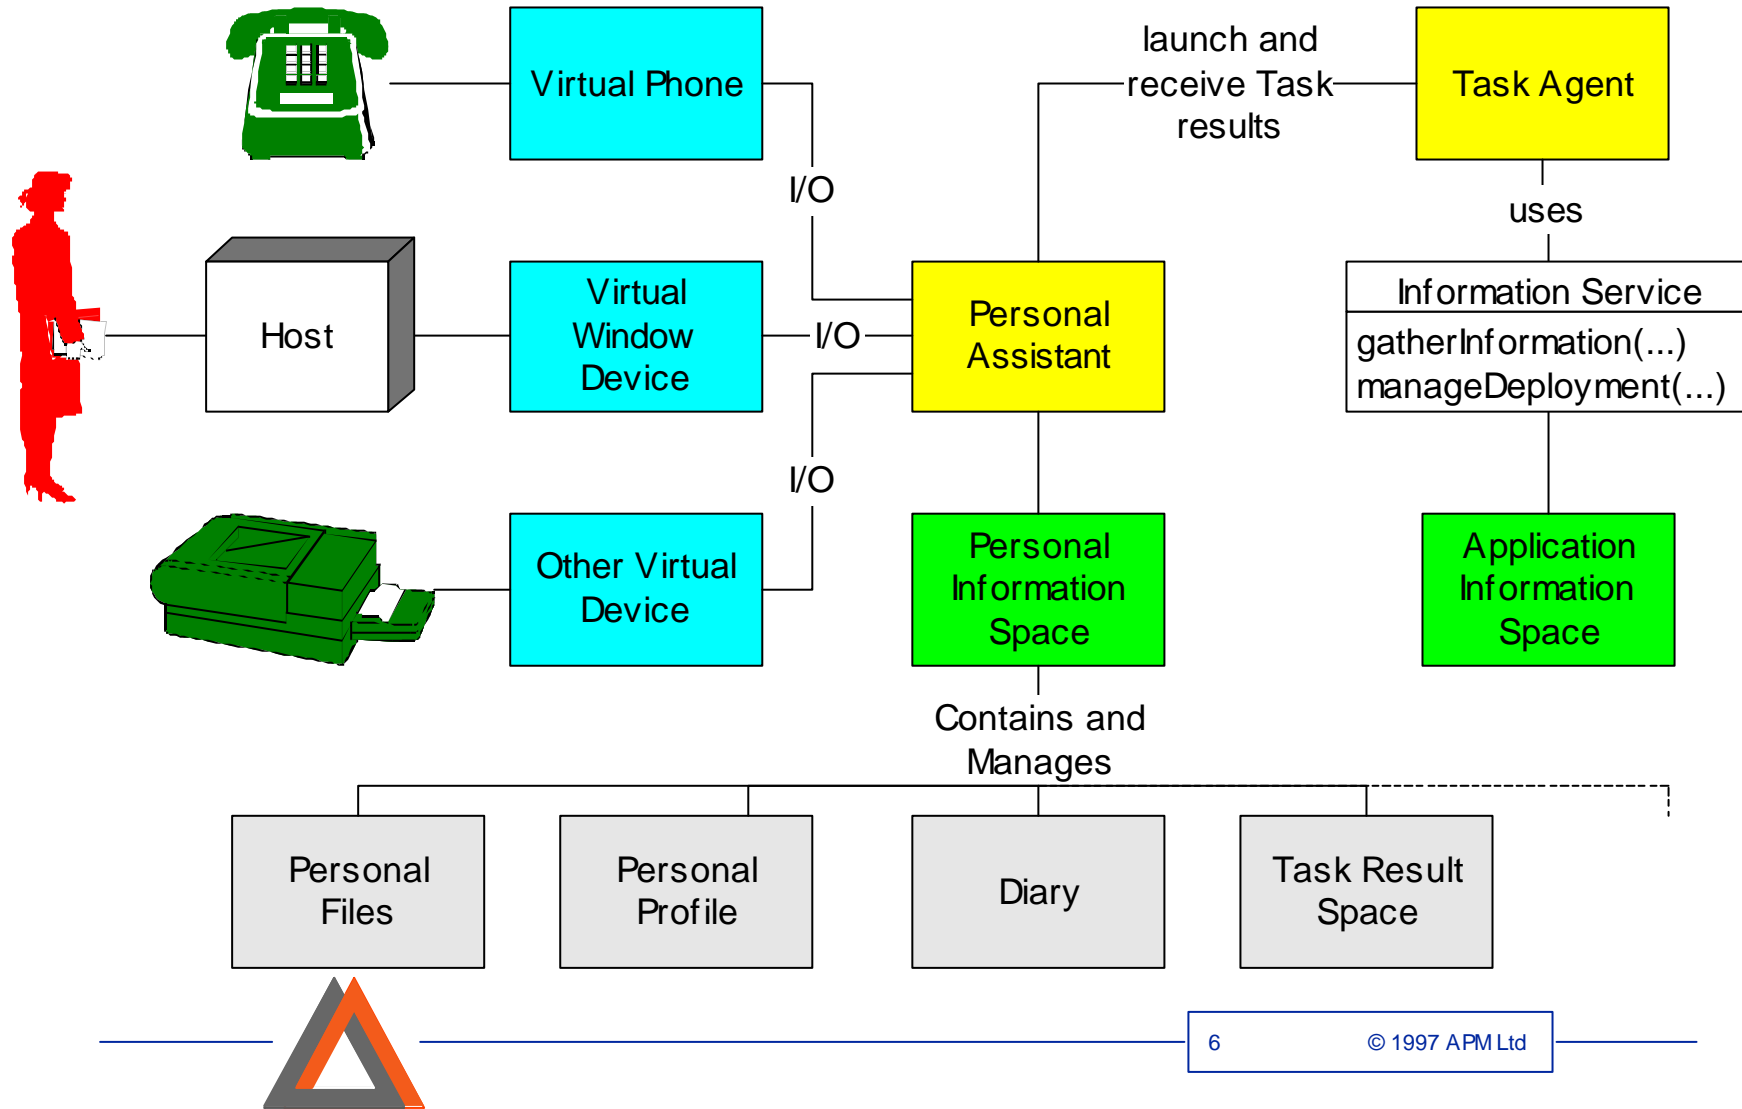 Virtual Phone
launch and
receive Task
results
Task Agent
I/O
uses
Host
Virtual
Window
Device
I/O
Personal
Assistant
Information Service
gatherInformation(...)
manageDeployment(...)
I/O
Other Virtual
Device
Personal
Information
Space
Application
Information
Space
Contains and
Manages
Personal
Files
Personal
Profile
Diary
Task Result
Space
6
© 1997 APM Ltd